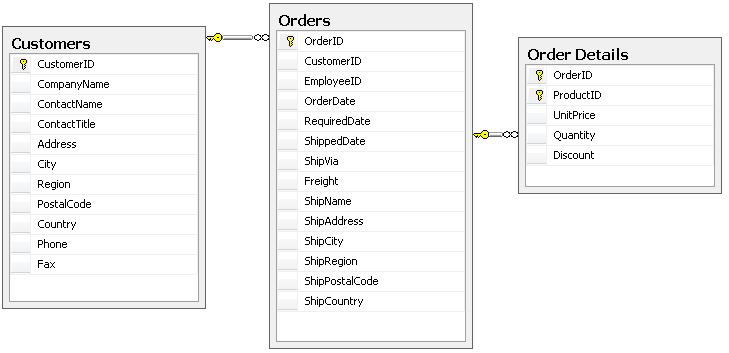 Customers
CustomerID
CompanyName
ContactName
ContactTitle
Address
City
Region
PostalCode
Country
Phone
Fax
Orders
OrderID
CustomerID
EmployeeID
OrderDate
RequiredDate
ShippedDate
ShipVia
Freight
ShipName
ShipAddress
ShipCity
ShipRegion
ShipPostalCode
ShipCountry
Order Details
OrderID
ProductID
UnitPrice
Quantity
Discount